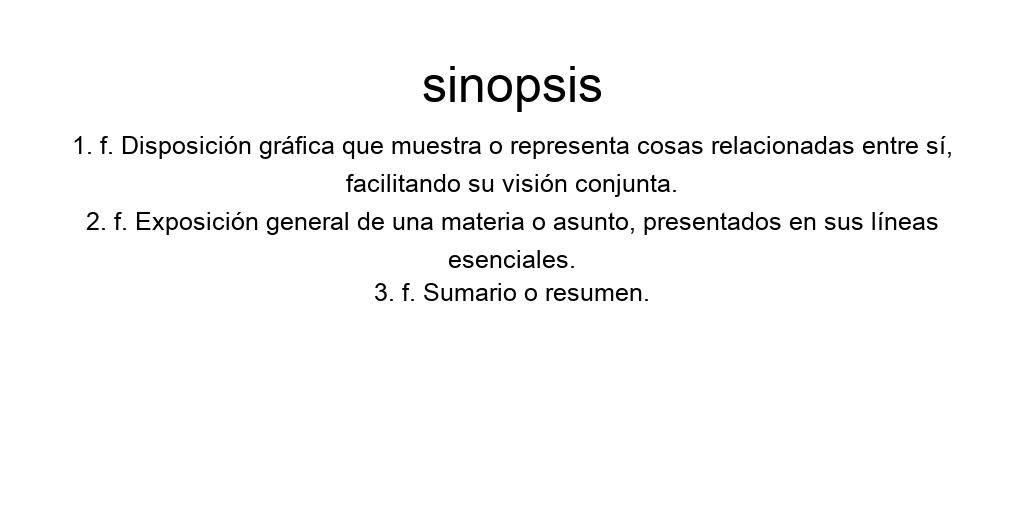 sinopsis
1. f. Disposición gráfica que muestra o representa cosas relacionadas entre sí,
facilitando su visión conjunta.
2. f. Exposición general de una materia o asunto, presentados en sus líneas
esenciales.
3. f. Sumario o resumen.